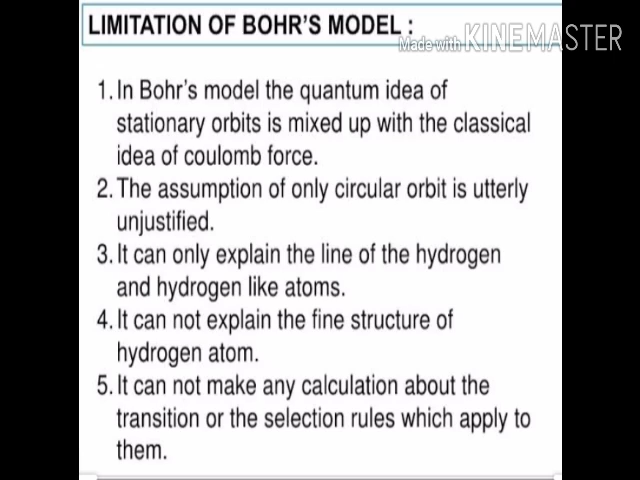 LIMITATION OF BOHR'S MODEL :
Made with KINEMASTER
1. In Bohr's model the quantum idea of
stationary orbits is mixed up with the classical
idea of coulomb force.
2. The assumption of only circular orbit is utterly
unjustified.
3. It can only explain the line of the hydrogen
and hydrogen like atoms.
4. It can not explain the fine structure of
hydrogen atom.
5. It can not make any calculation about the
transition or the selection rules which apply to
them.